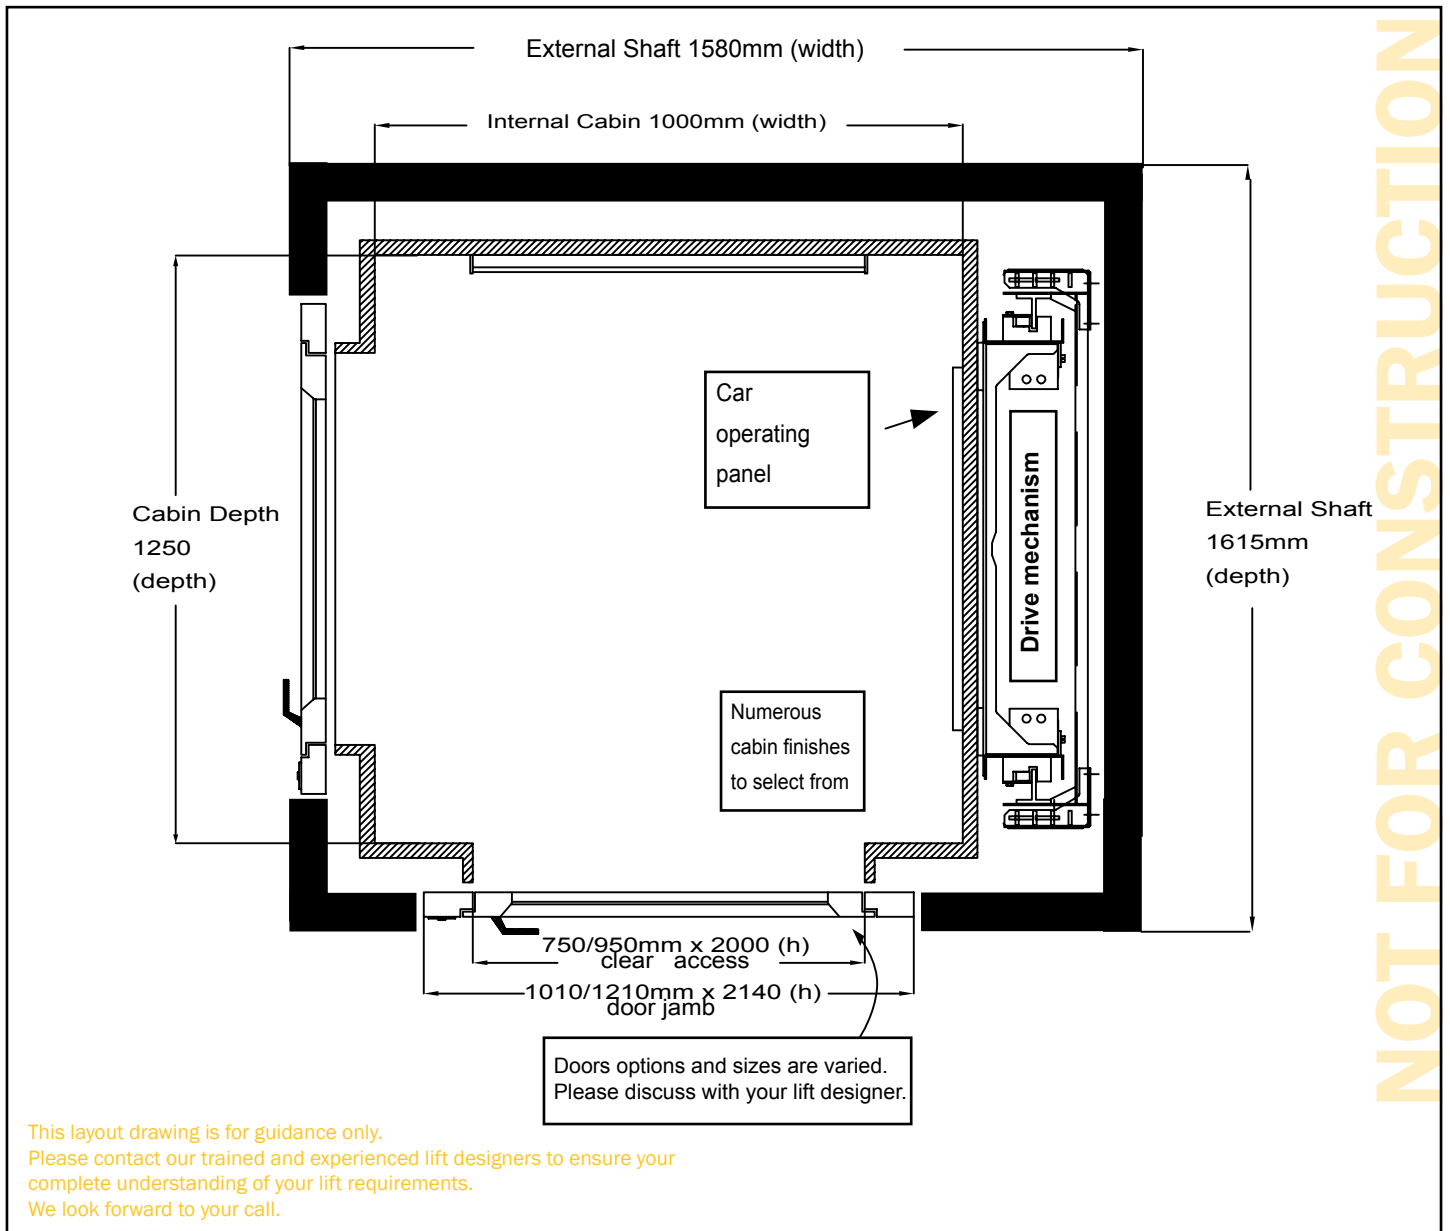 External Shaft 1580mm (width)
Internal Cabin 1000mm (width)
NOT FOR CONSTRUCTION
Car
operating
panel
Cabin Depth
1250
(depth)
Drive mechanism
External Shaft
1615mm
(depth)
Numerous
cabin finishes
to select from
750/950mm x 2000 (h)
clear access
1010/1210mm x 2140 (h)
door jamb
Doors options and sizes are varied.
Please discuss with your lift designer.
This layout drawing is for guidance only.
Please contact our trained and experienced lift designers to ensure your
complete understanding of your lift requirements.
We look forward to your call.